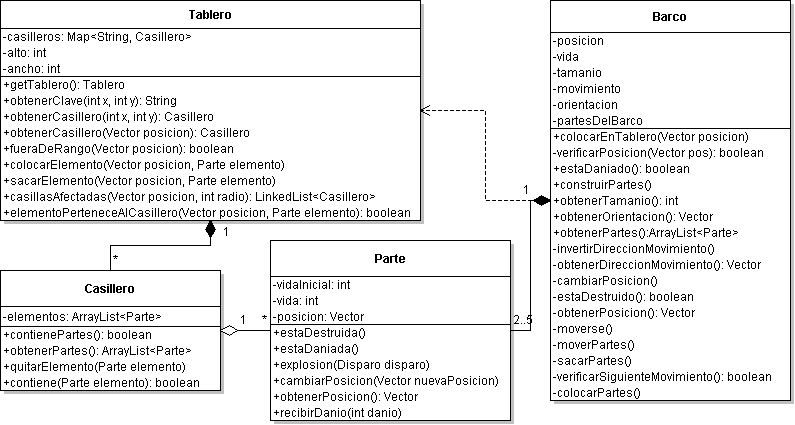 Tablero
-casilleros: Map<String, Casillero>
-alto: int
-ancho: int
+getTablero(): Tablero
+obtenerClave(int x, int y): String
+obtenerCasillero(int x, int y): Casillero
+obtenerCasillero(Vector posicion): Casillero
+fueraDeRango(Vector posicion): boolean
+colocarElemento(Vector posicion, Parte elemento)
+sacarElemento(Vector posicion, Parte elemento)
+casillasAfectadas(Vector posicion, int radio): LinkedList<Casillero>
+elementoPerteneceAlCasillero(Vector posicion, Parte elemento): boolean
1
*
Casillero
-elementos: ArrayList<Parte>
+contienePartes(): boolean
+obtenerPartes(): ArrayList<Parte>
+quitarElemento(Parte elemento)
+contiene(Parte elemento): boolean
1
*
Parte
-vidaInicial: int
-vida: int
-posicion: Vector
+estaDestruida()
+estaDaniada()
+explosion(Disparo disparo)
+cambiarPosicion(Vector nuevaPosicion)
+obtenerPosicion(): Vector
+recibirDanio(int danio)
2..5
1
Barco
-posicion
-vida
-tamanio
-movimiento
-orientacion
-partesDelBarco
+colocarEnTablero(Vector posicion)
-verificarPosicion(Vector pos): boolean
+estaDaniado(): boolean
+construirPartes()
+obtenerTamanio(): int
+obtenerOrientacion(): Vector
+obtenerPartes():ArrayList<Parte>
-invertirDireccionMovimiento()
-obtenerDireccionMovimiento(): Vector
-cambiarPosicion()
-estaDestruido(): boolean
+obtenerPosicion(): Vector
-moverse()
-moverPartes()
-sacarPartes()
-verificarSiguienteMovimiento(): boolean
-colocarPartes()